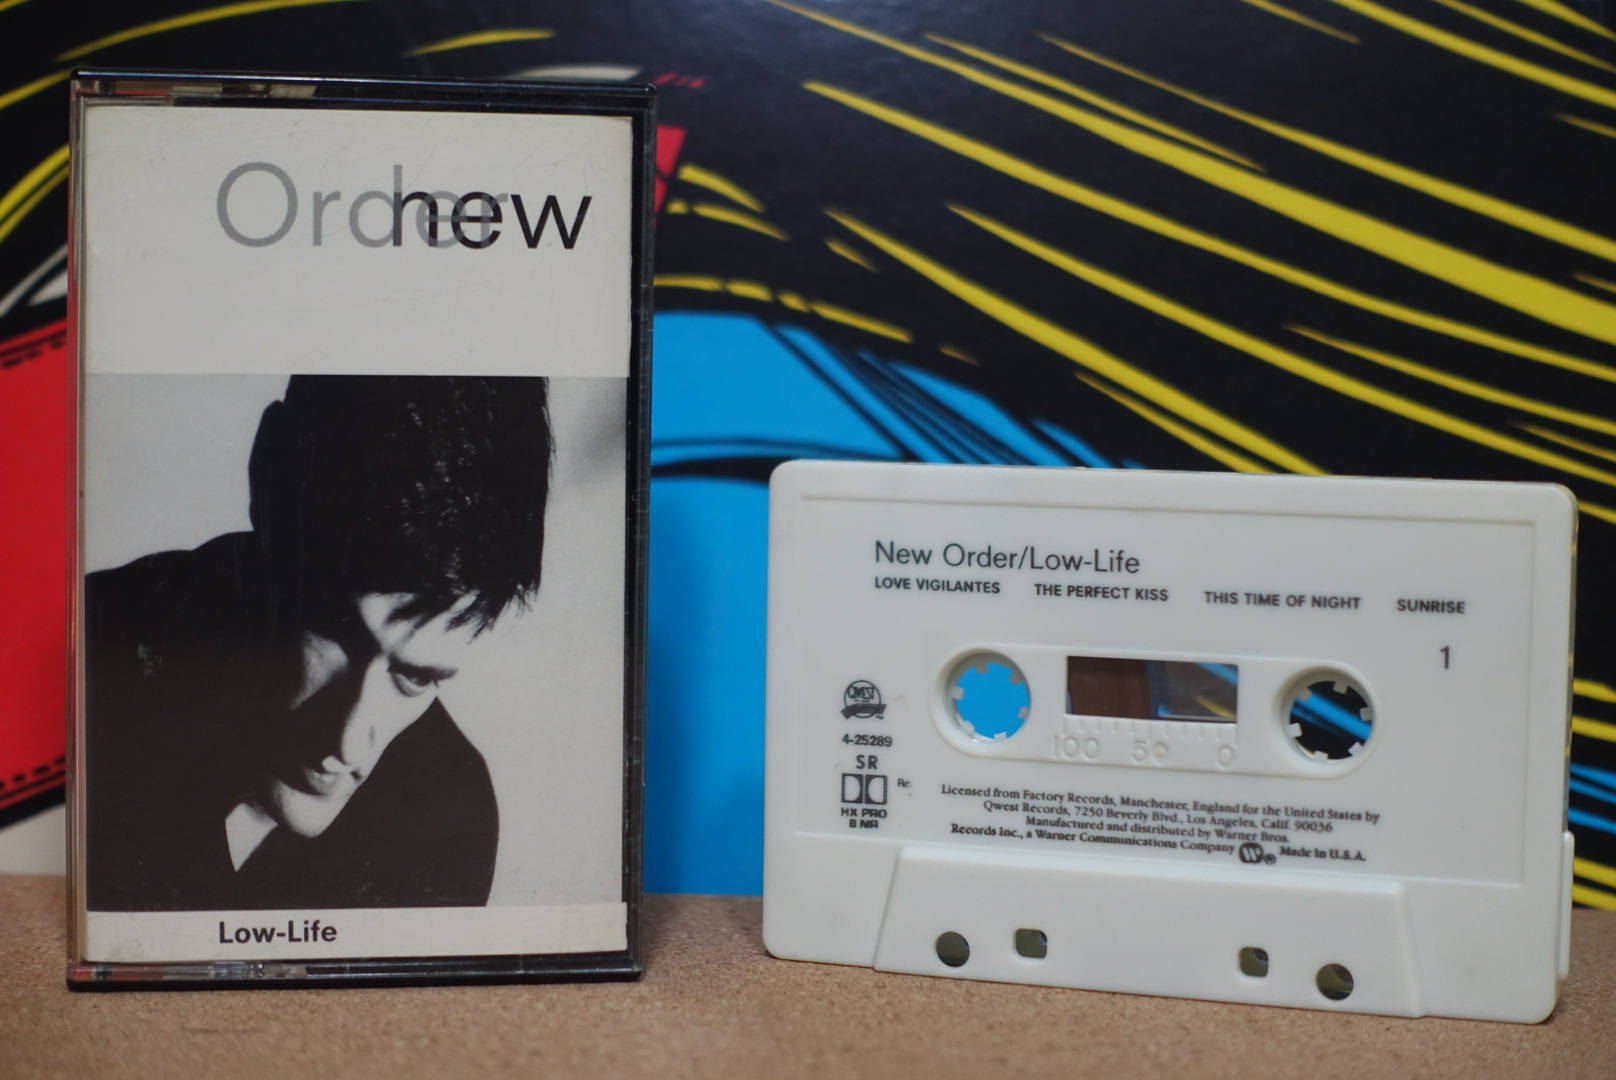 Order new
Low-Life
New Order/Low-Life
LOVE VIGILANTES THE PERFECT KISS THIS TIME OF NIGHT SUNRISE
1
QWEST
4-25289
SR
HX PRO
B NR
100 50 0
Licensed from Factory Records, Manchester, England for the United States by
Qwest Records, 7250 Beverly Blvd., Los Angeles, Calif. 90036
Manufactured and distributed by Warner Bros.
Records Inc., a Warner Communications Company W ® Made in U.S.A.